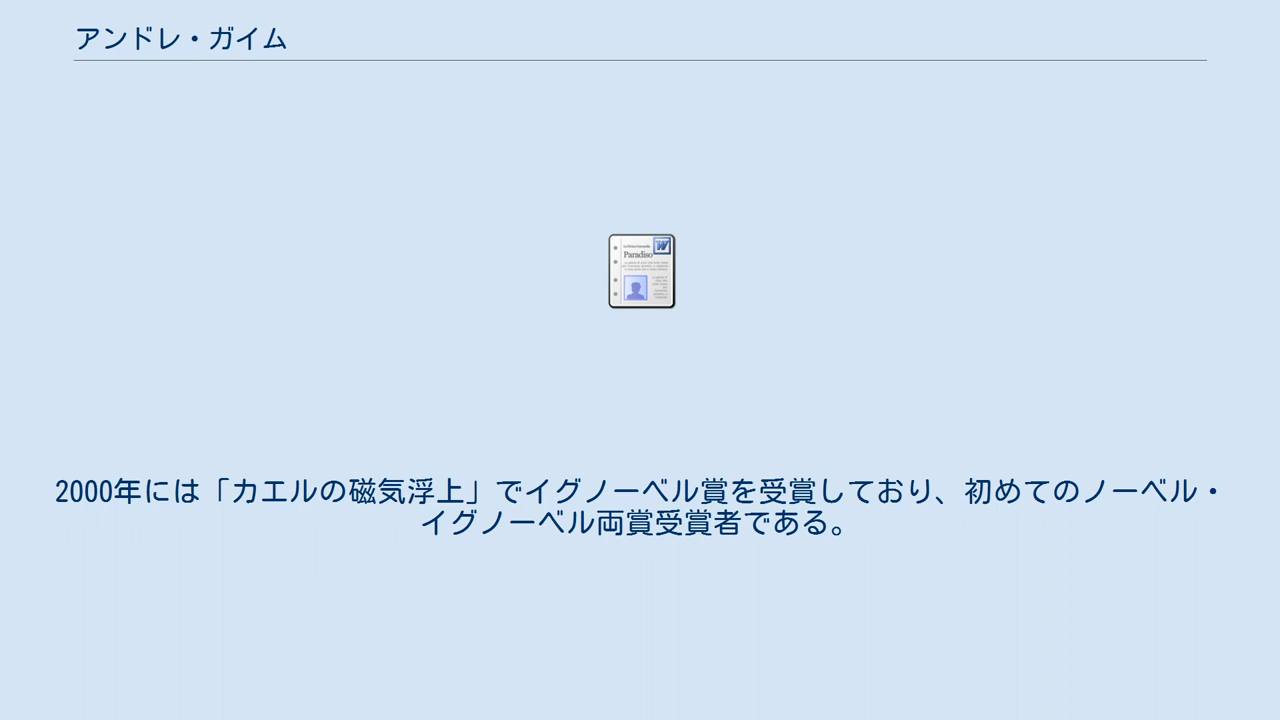 アンドレ・ガイム
W
Paradiso
2000年には「カエルの磁気浮上」でイグノーベル賞を受賞しており、初めてのノーベル・
イグノーベル両賞受賞者である。